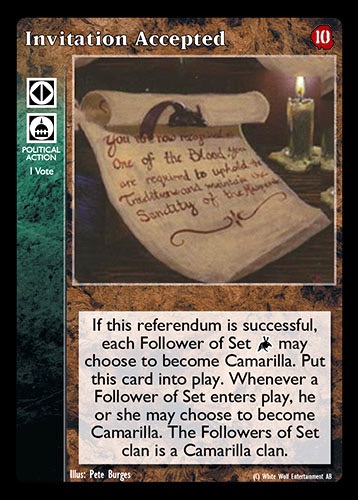 Invitation Accepted
10
POLITICAL
ACTION
1 Vote
You are now recognized as
One of the Blood. You
are required to uphold the
Traditions and maintain the
Sanctity of the Masquerade
If this referendum is successful,
each Follower of Set may
choose to become Camarilla. Put
this card into play. Whenever a
Follower of Set enters play, he
or she may choose to become
Camarilla. The Followers of Set
clan is a Camarilla clan.
Illus: Pete Burges
(C) White Wolf Entertainment AB